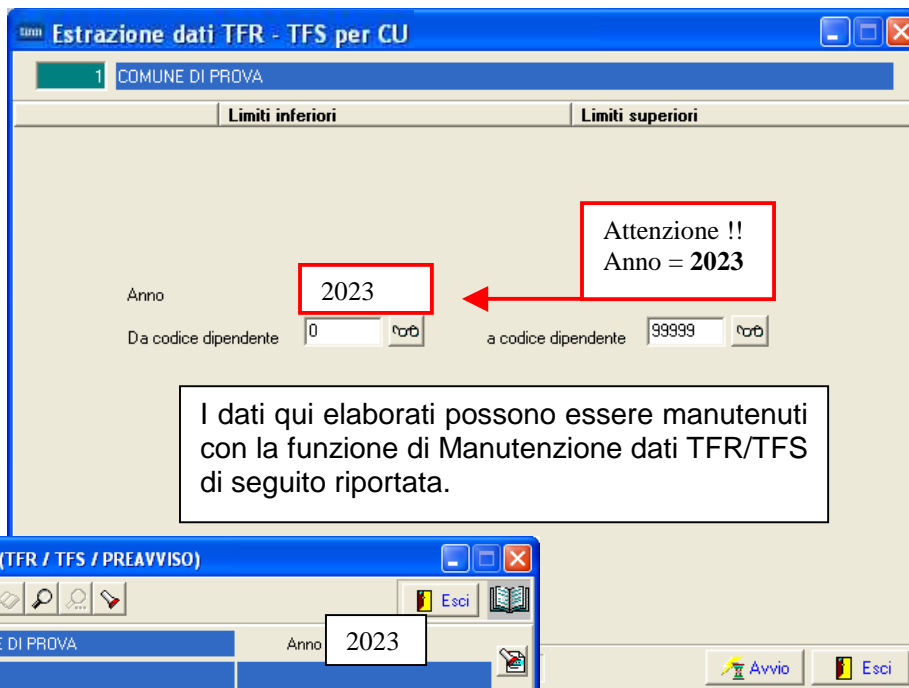 Estrazione dati TFR - TFS per CU
1 COMUNE DI PROVA
Limiti inferiori Limiti superiori
Attenzione !!
Anno = 2023
Anno 2023
Da codice dipendente 0 a codice dipendente 99999
I dati qui elaborati possono essere manutenuti
con la funzione di Manutenzione dati TFR/TFS
di seguito riportata.
(TFR / TFS / PREAVVISO)
Esci
E DI PROVA Anno 2023
Avvio Esci